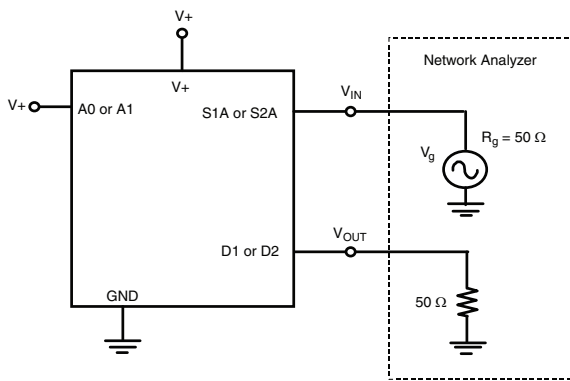 V+
V+
V+
A0 or A1
S1A or S2A
VIN
Network Analyzer
Vg
Rg = 50 Ω
D1 or D2
VOUT
50 Ω
GND